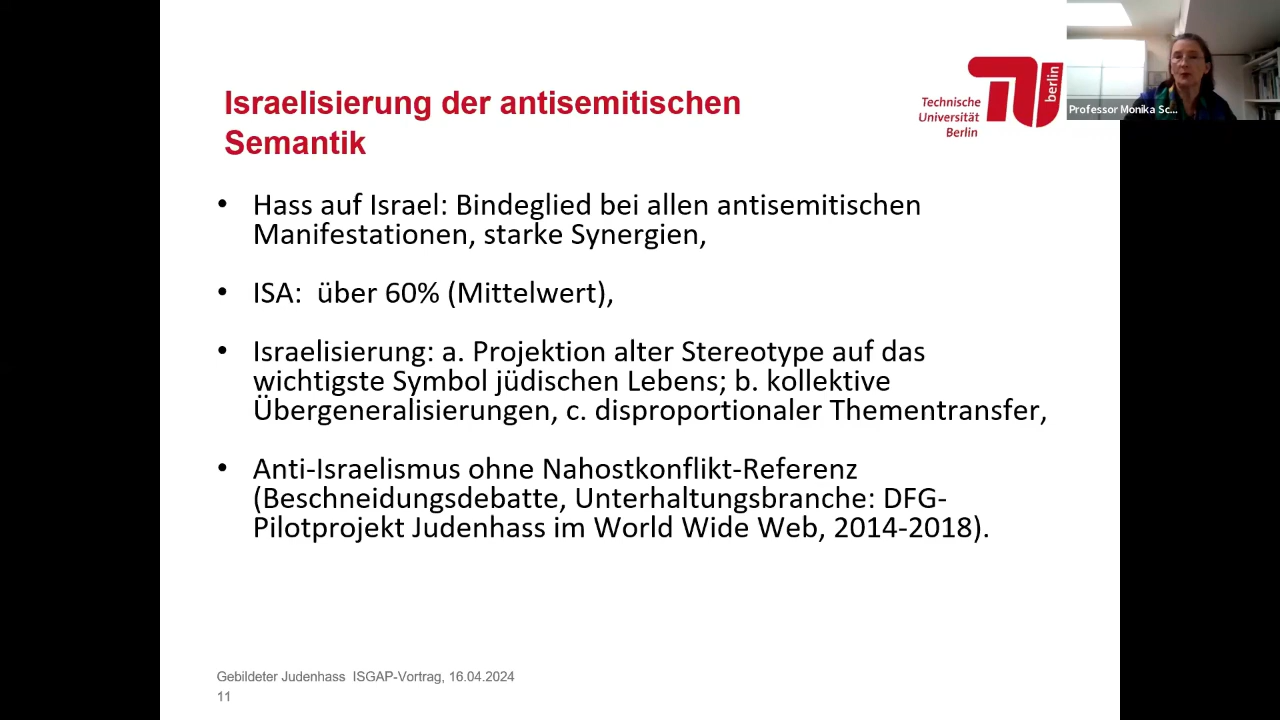 Israelisierung der antisemitischen
Semantik
Technische
Universität
Berlin
berlin
Professor Monika Sc...
• Hass auf Israel: Bindeglied bei allen antisemitischen
Manifestationen, starke Synergien,
• ISA: über 60% (Mittelwert),
• Israelisierung: a. Projektion alter Stereotype auf das
wichtigste Symbol jüdischen Lebens; b. kollektive
Übergeneralisierungen, c. disproportionaler Thementransfer,
• Anti-Israelismus ohne Nahostkonflikt-Referenz
(Beschneidungsdebatte, Unterhaltungsbranche: DFG-
Pilotprojekt Judenhass im World Wide Web, 2014-2018).
Gebildeter Judenhass ISGAP-Vortrag, 16.04.2024
11